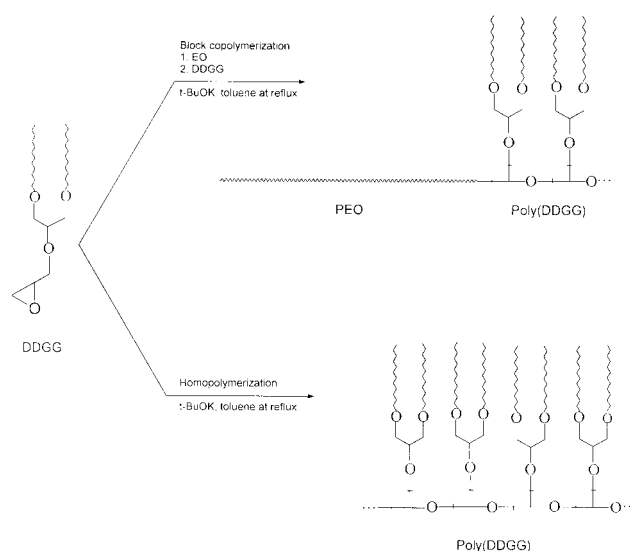 Block copolymerization
1. EO
2. DDGG
t-BuOK, toluene at reflux
O O O O
O O
O O
PEO
Poly(DDGG)
O O
O
O
DDGG
Homopolymerization
t-BuOK, toluene at reflux
O O O O O O O O
O O O O
O O O O
Poly(DDGG)